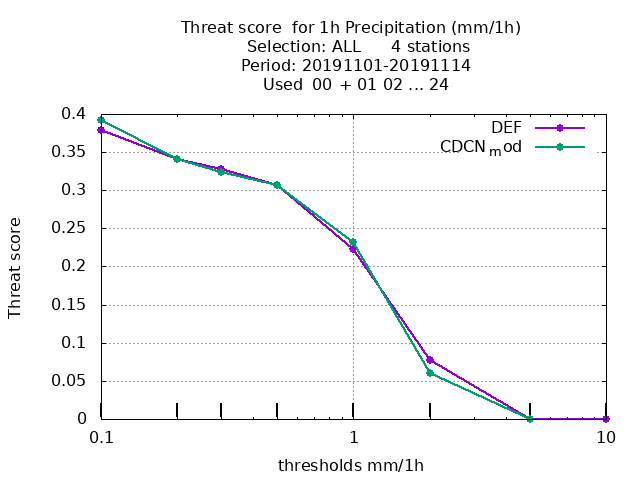 Threat score  for 1h Precipitation (mm/1h)
Selection: ALL      4 stations
Period: 20191101-20191114
Used  00  + 01 02 ... 24
DEF
CDCNmod
0.4
0.35
0.3
0.25
0.2
0.15
0.1
0.05
0
Threat score
0.1
1
10
thresholds mm/1h